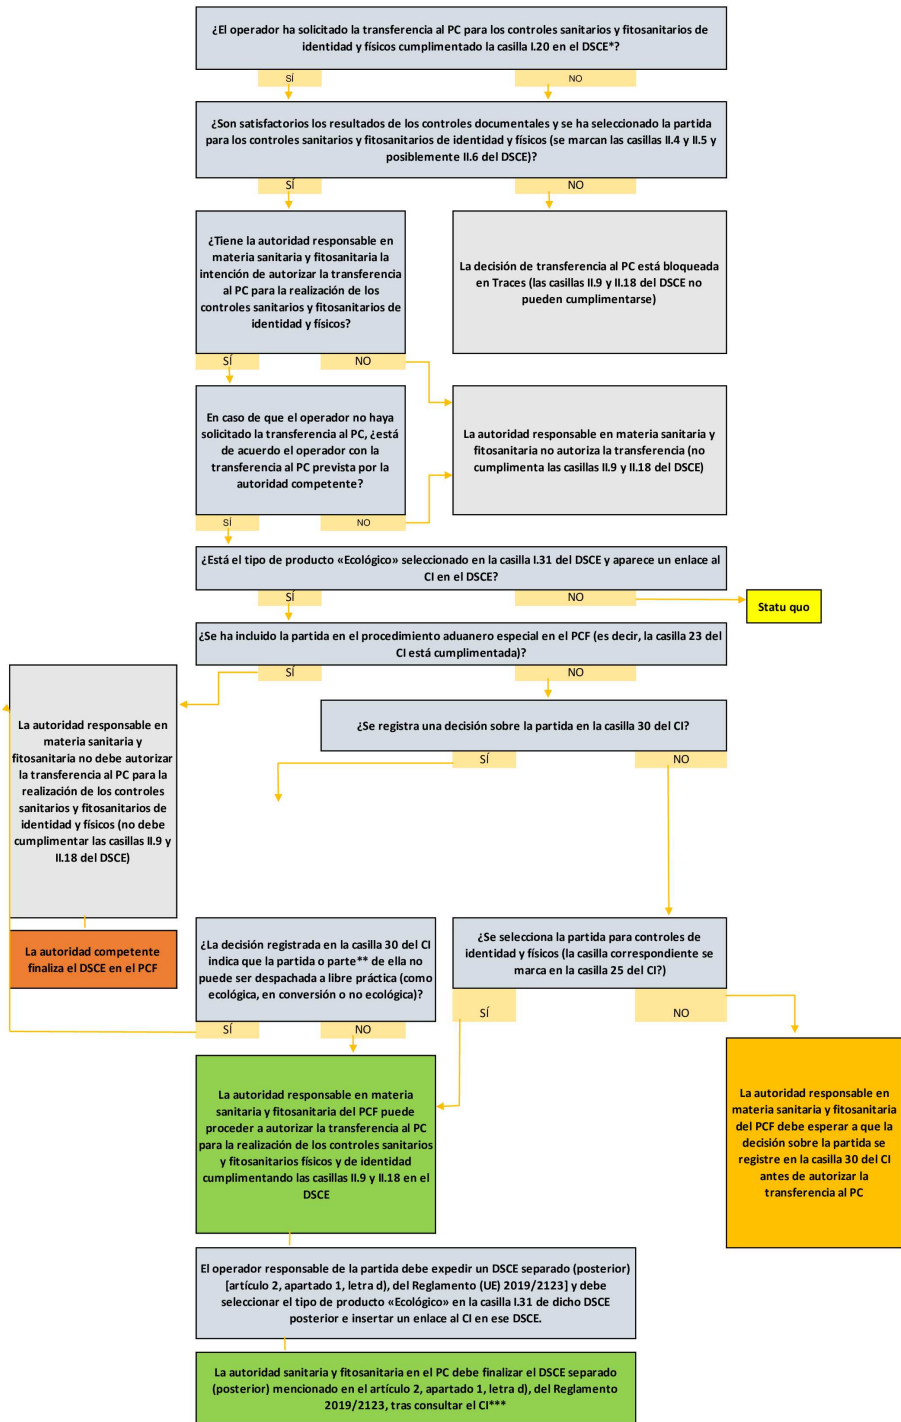 ¿El operador ha solicitado la transferencia al PC para los controles sanitarios y fitosanitarios de
identidad y físicos cumplimentado la casilla I.20 en el DSCE*?
SÍ
NO
¿Son satisfactorios los resultados de los controles documentales y se ha seleccionado la partida
para los controles sanitarios y fitosanitarios de identidad y físicos (se marcan las casillas II.4 y II.5 y
posiblemente II.6 del DSCE)?
SÍ
NO
¿Tiene la autoridad responsable en
materia sanitaria y fitosanitaria la
intención de autorizar la transferencia
al PC para la realización de los
controles sanitarios y fitosanitarios de
identidad y físicos?
La decisión de transferencia al PC está bloqueada
en Traces (las casillas II.9 y II.18 del DSCE no
pueden cumplimentarse)
SÍ
NO
En caso de que el operador no haya
solicitado la transferencia al PC, ¿está
de acuerdo el operador con la
transferencia al PC prevista por la
autoridad competente?
La autoridad responsable en materia sanitaria y
fitosanitaria no autoriza la transferencia (no
cumplimenta las casillas II.9 y II.18 del DSCE)
SÍ
NO
¿Está el tipo de producto «Ecológico» seleccionado en la casilla I.31 del DSCE y aparece un enlace al
CI en el DSCE?
SÍ
NO
Statu quo
¿Se ha incluido la partida en el procedimiento aduanero especial en el PCF (es decir, la casilla 23 del
CI está cumplimentada)?
SÍ
NO
La autoridad responsable en
materia sanitaria y
fitosanitaria no debe autorizar
la transferencia al PC para la
realización de los controles
sanitarios y fitosanitarios de
identidad y físicos (no debe
cumplimentar las casillas II.9 y
II.18 del DSCE)
¿Se registra una decisión sobre la partida en la casilla 30 del CI?
SÍ
NO
La autoridad competente
finaliza el DSCE en el PCF
¿La decisión registrada en la casilla 30 del CI
indica que la partida o parte** de ella no
puede ser despachada a libre práctica (como
ecológica, en conversión o no ecológica)?
¿Se selecciona la partida para controles de
identidad y físicos (la casilla correspondiente se
marca en la casilla 25 del CI?)
SÍ
NO
SÍ
NO
La autoridad responsable en materia
sanitaria y fitosanitaria del PCF puede
proceder a autorizar la transferencia al PC
para la realización de los controles sanitarios
y fitosanitarios físicos y de identidad
cumplimentando las casillas II.9 y II.18 en el
DSCE
La autoridad responsable en
materia sanitaria y fitosanitaria
del PCF debe esperar a que la
decisión sobre la partida se
registre en la casilla 30 del CI
antes de autorizar la
transferencia al PC
El operador responsable de la partida debe expedir un DSCE separado (posterior)
[artículo 2, apartado 1, letra d), del Reglamento (UE) 2019/2123] y debe
seleccionar el tipo de producto «Ecológico» en la casilla I.31 de dicho DSCE
posterior e insertar un enlace al CI en ese DSCE.
La autoridad sanitaria y fitosanitaria en el PC debe finalizar el DSCE separado
(posterior) mencionado en el artículo 2, apartado 1, letra d), del Reglamento
2019/2123, tras consultar el CI***